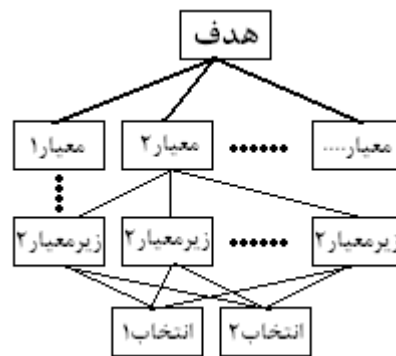 هدف
معیار۱ معیار۲ معیار....
زیرمعیار۲ زیرمعیار۲ زیرمعیار۲
انتخاب۱ انتخاب۲